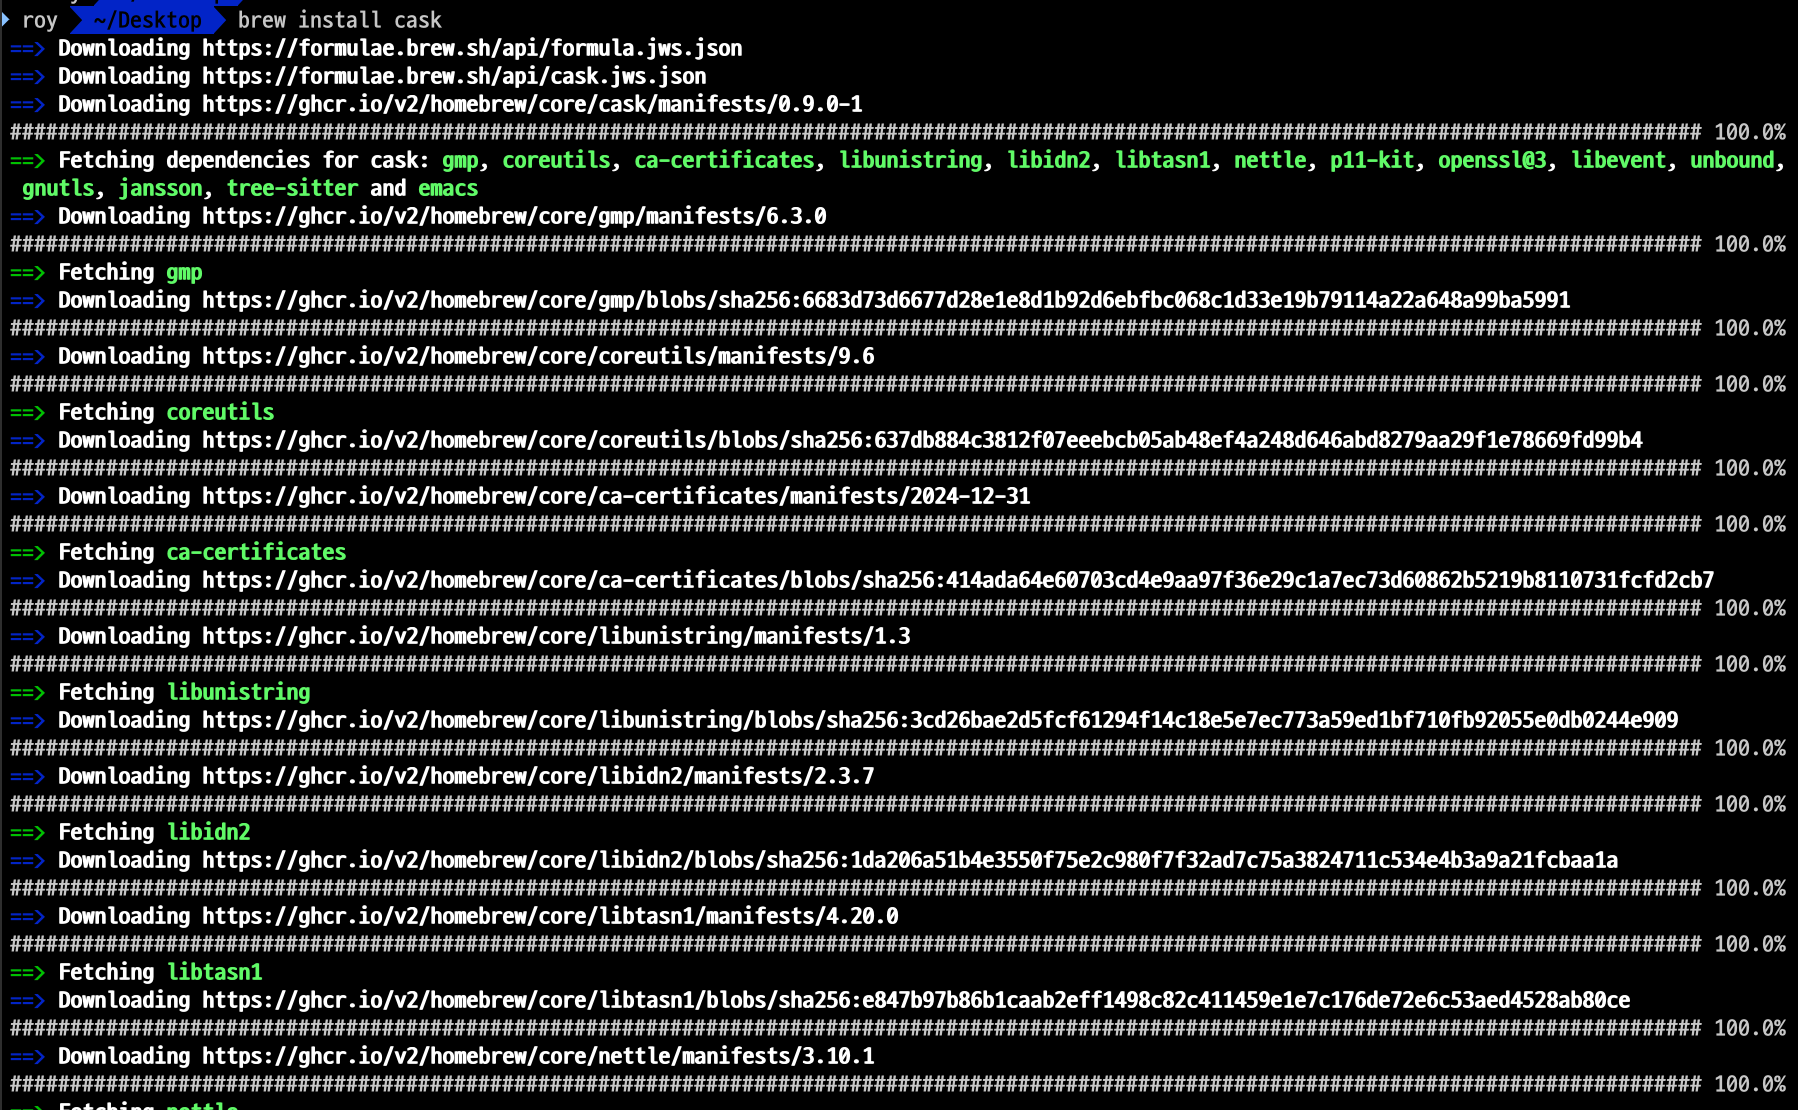 roy ~/Desktop brew install cask
==> Downloading https://formulae.brew.sh/api/formula.jws.json
==> Downloading https://formulae.brew.sh/api/cask.jws.json
==> Downloading https://ghcr.io/v2/homebrew/core/cask/manifests/0.9.0-1
############################################################################################################################################# 100.0%
==> Fetching dependencies for cask: gmp, coreutils, ca-certificates, libunistring, libidn2, libtasn1, nettle, p11-kit, openssl@3, libevent, unbound,
gnutls, jansson, tree-sitter and emacs
==> Downloading https://ghcr.io/v2/homebrew/core/gmp/manifests/6.3.0
############################################################################################################################################# 100.0%
==> Fetching gmp
==> Downloading https://ghcr.io/v2/homebrew/core/gmp/blobs/sha256:6683d73d6677d28e1e8d1b92d6ebfbc068c1d33e19b79114a22a648a99ba5991
############################################################################################################################################# 100.0%
==> Downloading https://ghcr.io/v2/homebrew/core/coreutils/manifests/9.6
############################################################################################################################################# 100.0%
==> Fetching coreutils
==> Downloading https://ghcr.io/v2/homebrew/core/coreutils/blobs/sha256:637db884c3812f07eeebcb05ab48ef4a248d646abd8279aa29f1e78669fd99b4
############################################################################################################################################# 100.0%
==> Downloading https://ghcr.io/v2/homebrew/core/ca-certificates/manifests/2024-12-31
############################################################################################################################################# 100.0%
==> Fetching ca-certificates
==> Downloading https://ghcr.io/v2/homebrew/core/ca-certificates/blobs/sha256:414ada64e60703cd4e9aa97f36e29c1a7ec73d60862b5219b8110731fcfd2cb7
############################################################################################################################################# 100.0%
==> Downloading https://ghcr.io/v2/homebrew/core/libunistring/manifests/1.3
############################################################################################################################################# 100.0%
==> Fetching libunistring
==> Downloading https://ghcr.io/v2/homebrew/core/libunistring/blobs/sha256:3cd26bae2d5fcf61294f14c18e5e7ec773a59ed1bf710fb92055e0db0244e909
############################################################################################################################################# 100.0%
==> Downloading https://ghcr.io/v2/homebrew/core/libidn2/manifests/2.3.7
############################################################################################################################################# 100.0%
==> Fetching libidn2
==> Downloading https://ghcr.io/v2/homebrew/core/libidn2/blobs/sha256:1da206a51b4e3550f75e2c980f7f32ad7c75a3824711c534e4b3a9a21fcbaa1a
############################################################################################################################################# 100.0%
==> Downloading https://ghcr.io/v2/homebrew/core/libtasn1/manifests/4.20.0
############################################################################################################################################# 100.0%
==> Fetching libtasn1
==> Downloading https://ghcr.io/v2/homebrew/core/libtasn1/blobs/sha256:e847b97b86b1caab2eff1498c82c411459e1e7c176de72e6c53aed4528ab80ce
############################################################################################################################################# 100.0%
==> Downloading https://ghcr.io/v2/homebrew/core/nettle/manifests/3.10.1
############################################################################################################################################# 100.0%
==> Fetching nettle